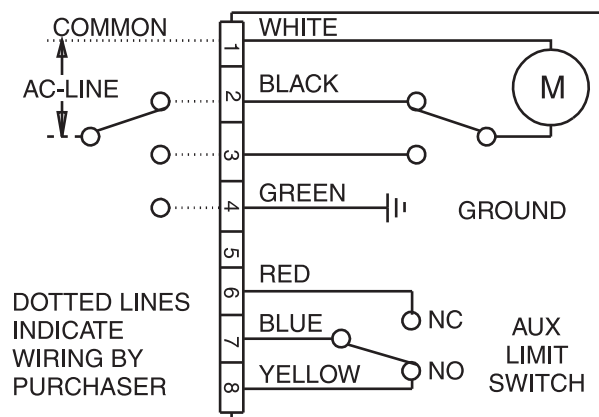 COMMON
WHITE
1
AC-LINE
M
BLACK
2
3
GREEN
4
GROUND
5
RED
6
NC
DOTTED LINES
INDICATE
WIRING BY
PURCHASER
BLUE
7
AUX
LIMIT
SWITCH
YELLOW
8
NO